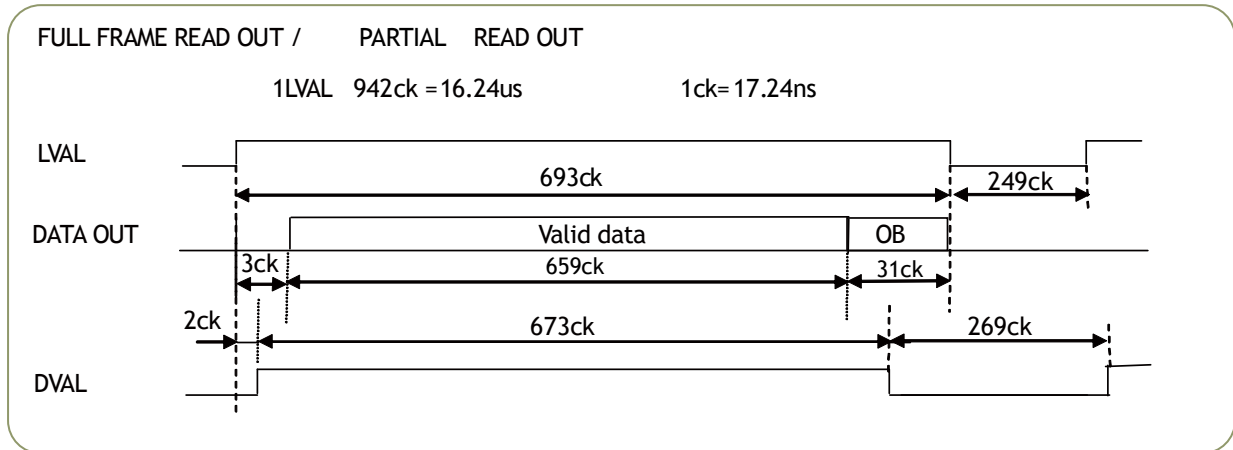 FULL FRAME READ OUT / PARTIAL READ OUT
1LVAL 942ck =16.24us 1ck=17.24ns
LVAL
693ck 249ck
DATA OUT Valid data OB
3ck 659ck 31ck
2ck 673ck 269ck
DVAL